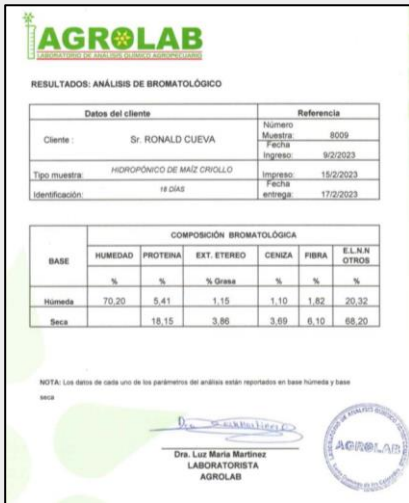 AGROLAB
LABORATORIO DE ANÁLISIS QUÍMICO AGROPECUARIO
RESULTADOS: ANÁLISIS DE BROMATOLÓGICO
Datos del cliente Referencia
Cliente : Sr. RONALD CUEVA Número Muestra: 8009
Fecha Ingreso: 9/2/2023
Tipo muestra: HIDROPÓNICO DE MAÍZ CRIOLLO Impreso: 15/2/2023
Identificación: 18 DÍAS Fecha entrega: 17/2/2023
COMPOSICIÓN BROMATOLÓGICA
BASE HUMEDAD PROTEINA EXT. ETEREO CENIZA FIBRA E.L.N.N OTROS
% % % Grasa % % %
Húmeda 70,20 5,41 1,15 1,10 1,82 20,32
Seca 18,15 3,86 3,69 6,10 68,20
NOTA: Los datos de cada uno de los parámetros del análisis están reportados en base húmeda y base
seca
Dra. Luz María Martínez
LABORATORISTA
AGROLAB
AGROLAB